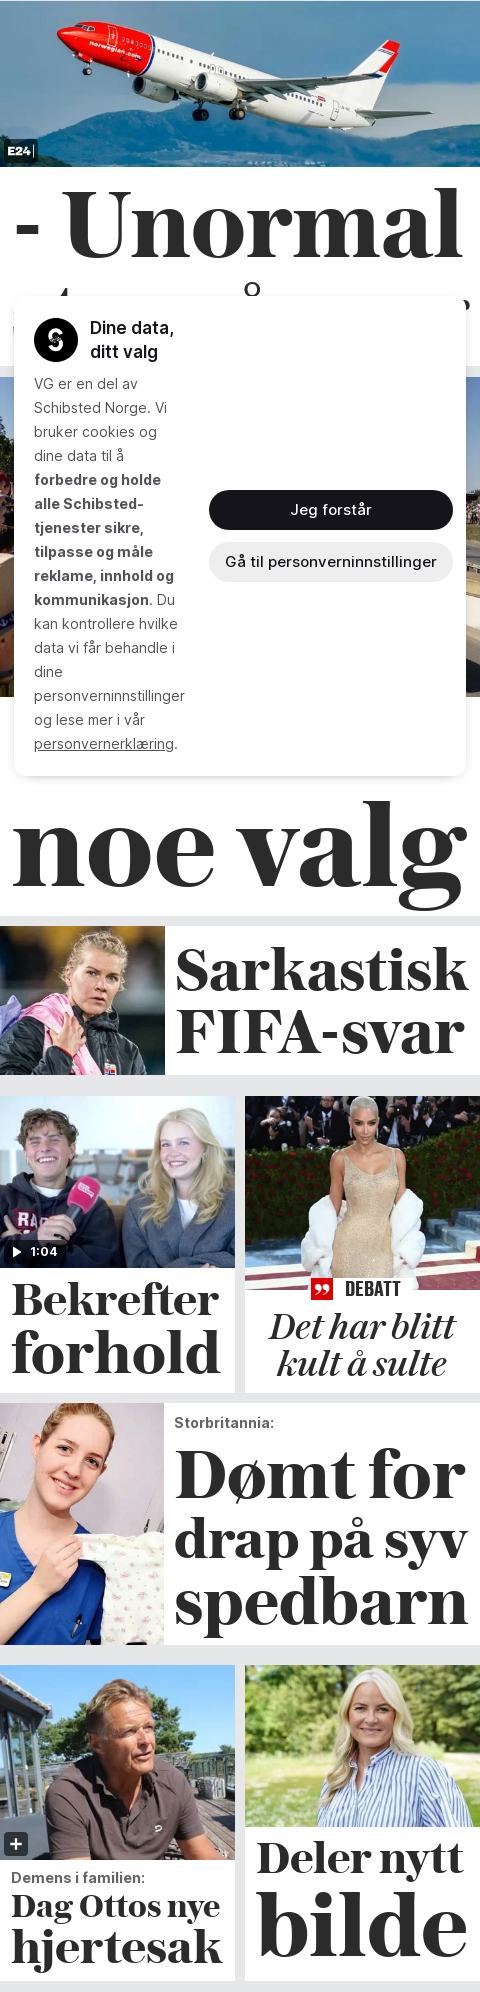 norwegian.com
E24
- Unormal
Dine data,
ditt valg
VG er en del av
Schibsted Norge. Vi
bruker cookies og
dine data til å
forbedre og holde
alle Schibsted-
tjenester sikre,
tilpasse og måle
reklame, innhold og
kommunikasjon. Du
kan kontrollere hvilke
data vi får behandle i
dine
personverninnstillinger
og lese mer i vår
personvernerklæring.
Jeg forstår
Gå til personverninnstillinger
noe valg
Sarkastisk
FIFA-svar
1:04
Bekrefter
forhold
DEBATT
Det har blitt
kult å sulte
Storbritannia:
Dømt for
drap på syv
spedbarn
Demens i familien:
Dag Ottos nye
hjertesak
Deler nytt
bilde